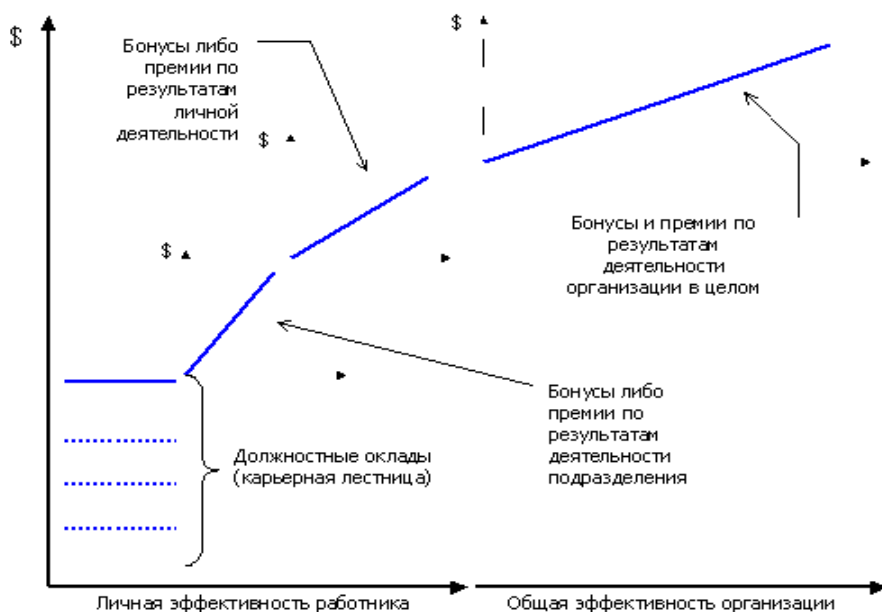 $
Бонусы либо
премии по
результатам
личной
деятельности
$
$
$
Бонусы и премии по
результатам
деятельности
организации в целом
Бонусы либо
премии по
результатам
деятельности
подразделения
Должностные оклады
(карьерная лестница)
Личная эффективность работника
Общая эффективность организации